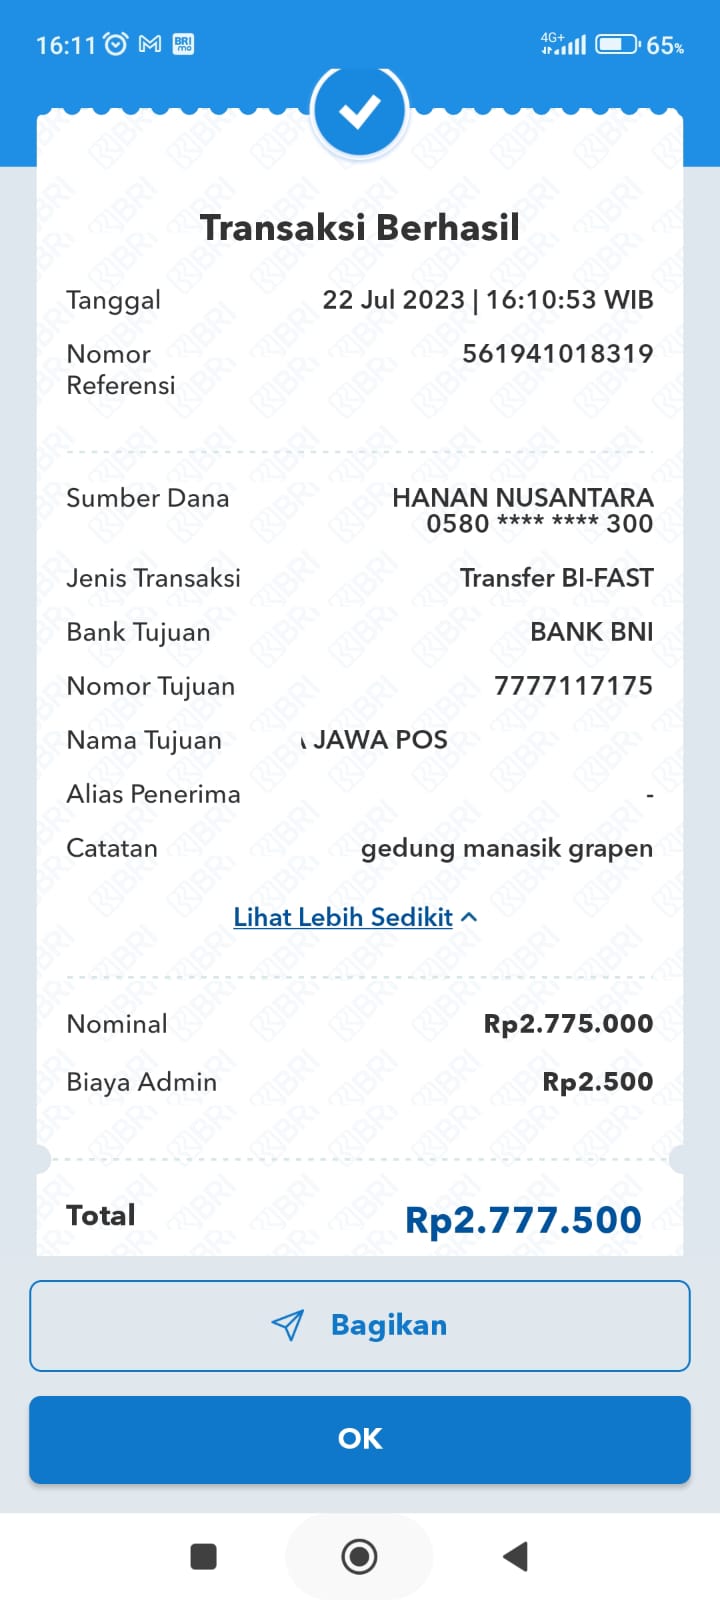 16:11 BRI mo 4G+ 65%
Transaksi Berhasil
Tanggal 22 Jul 2023 | 16:10:53 WIB
Nomor Referensi 561941018319
Sumber Dana HANAN NUSANTARA
0580 **** **** 300
Jenis Transaksi Transfer BI-FAST
Bank Tujuan BANK BNI
Nomor Tujuan 7777117175
Nama Tujuan JAWA POS
Alias Penerima -
Catatan gedung manasik grapen
Lihat Lebih Sedikit
Nominal Rp2.775.000
Biaya Admin Rp2.500
Total Rp2.777.500
Bagikan
OK